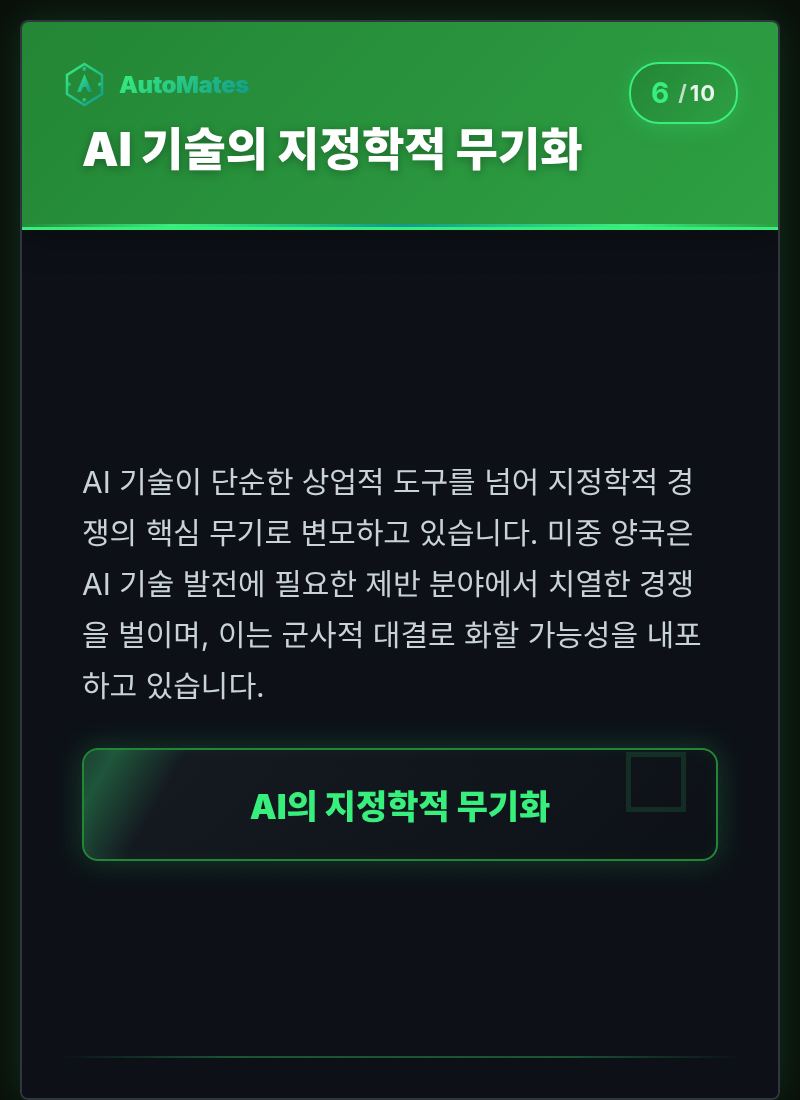 AutoMates
6 /10
AI 기술의 지정학적 무기화
AI 기술이 단순한 상업적 도구를 넘어 지정학적 경
쟁의 핵심 무기로 변모하고 있습니다. 미중 양국은
AI 기술 발전에 필요한 제반 분야에서 치열한 경쟁
을 벌이며, 이는 군사적 대결로 화할 가능성을 내포
하고 있습니다.
AI의 지정학적 무기화